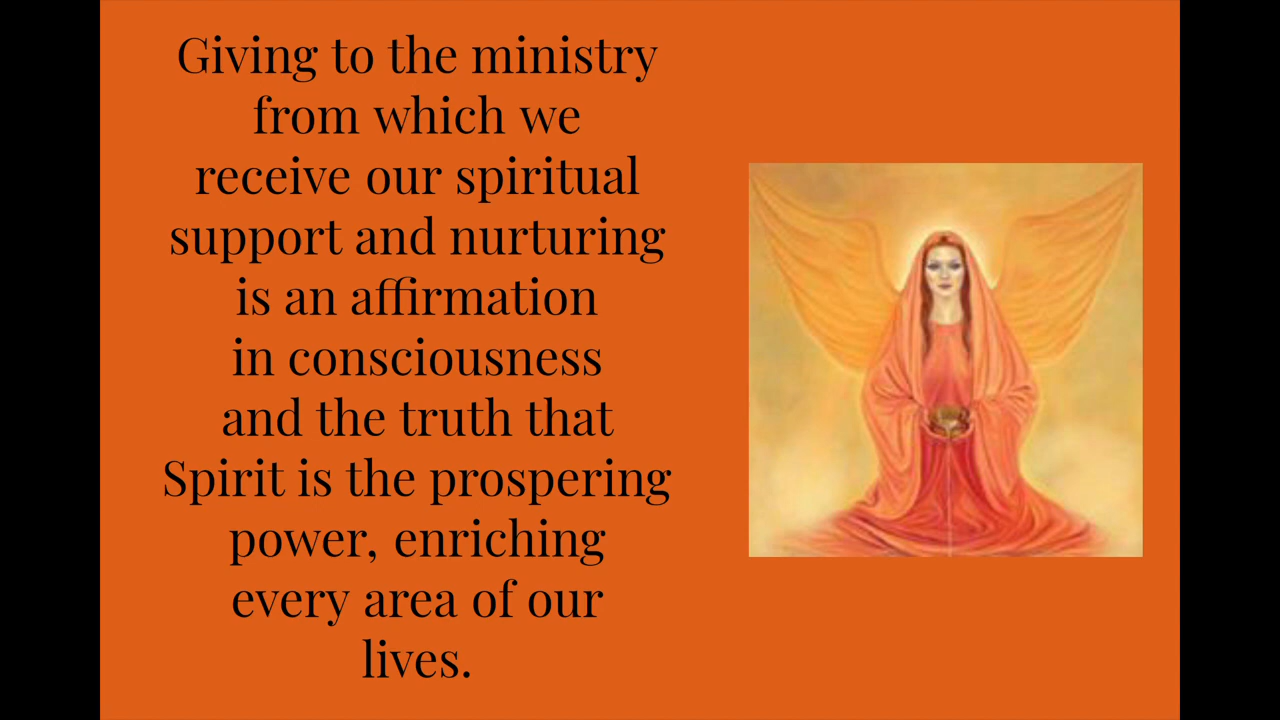 Giving to the ministry
from which we
receive our spiritual
support and nurturing
is an affirmation
in consciousness
and the truth that
Spirit is the prospering
power, enriching
every area of our
lives.